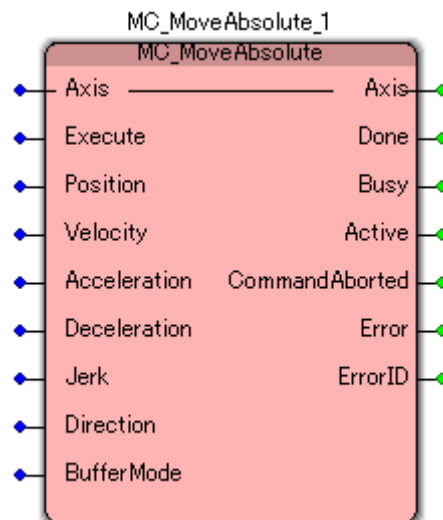 MC_MoveAbsolute_1
MC_MoveAbsolute
Axis Axis
Execute Done
Position Busy
Velocity Active
Acceleration CommandAborted
Deceleration Error
Jerk ErrorID
Direction
BufferMode